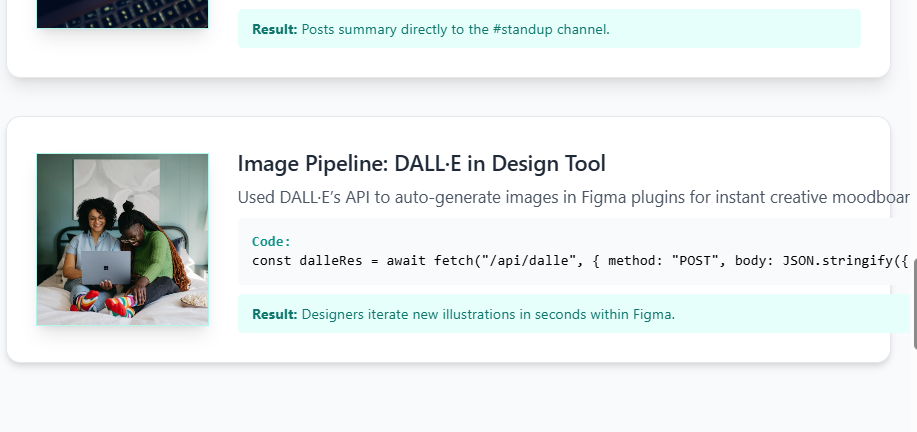 Result: Posts summary directly to the #standup channel.
Image Pipeline: DALL·E in Design Tool
Used DALL·E’s API to auto-generate images in Figma plugins for instant creative moodboar
Code:
const dalleRes = await fetch("/api/dalle", { method: "POST", body: JSON.stringify({
Result: Designers iterate new illustrations in seconds within Figma.